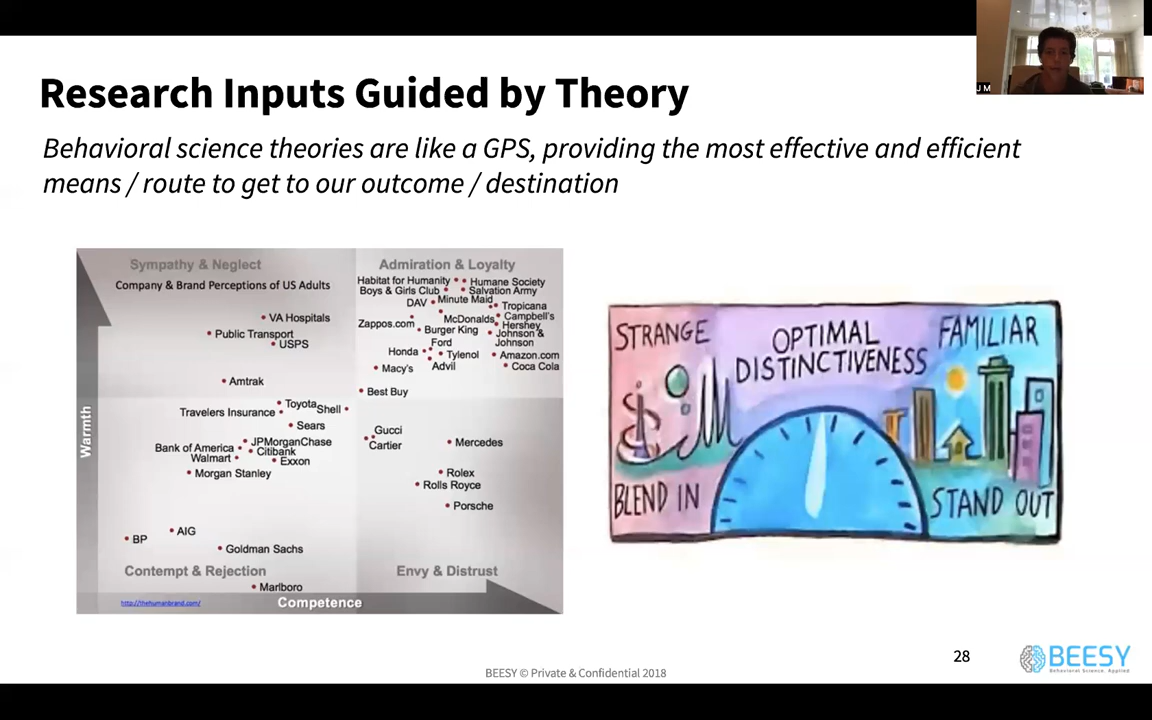 J M
Research Inputs Guided by Theory
Behavioral science theories are like a GPS, providing the most effective and efficient
means / route to get to our outcome / destination
Sympathy & Neglect
Admiration & Loyalty
Company & Brand Perceptions of US Adults
Habitat for Humanity
Humane Society
Boys & Girls Club
Salvation Army
DAV
Minute Maid
Tropicana
VA Hospitals
Zappos.com
McDonalds
Campbell's
Hershey
Public Transport
Burger King
Johnson &
Johnson
USPS
Ford
Honda
Tylenol
Amazon.com
Macy's
Advil
Coca Cola
Amtrak
Best Buy
Toyota
Shell
Travelers Insurance
Sears
Gucci
Cartier
Mercedes
JPMorganChase
Bank of America
Citibank
Walmart
Exxon
Morgan Stanley
Rolex
Rolls Royce
Porsche
AIG
BP
Goldman Sachs
Contempt & Rejection
Envy & Distrust
Marlboro
http://thehumanbrand.com/
Competence
Warmth
STRANGE
OPTIMAL
DISTINCTIVENESS
FAMILIAR
BLEND IN
STAND OUT
28
BEESY
Behavioral Science. Applied
BEESY © Private & Confidential 2018